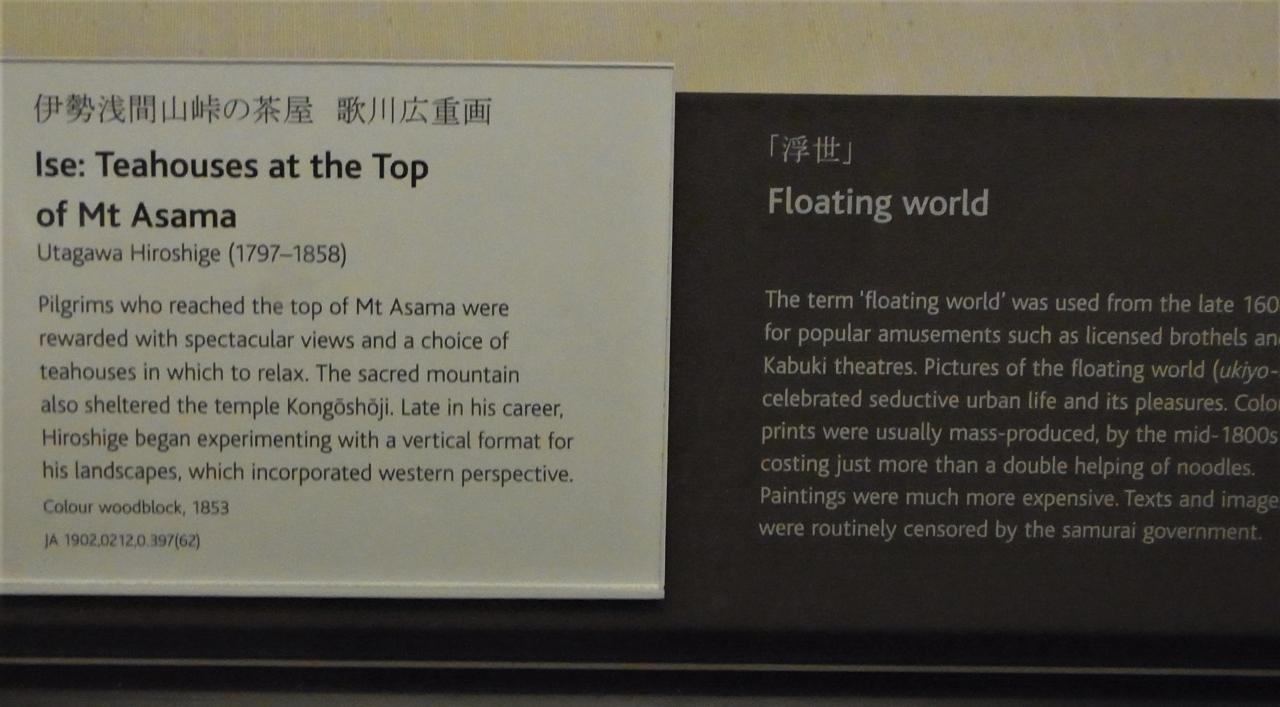 伊勢浅間山峠の茶屋 歌川広重画
Ise: Teahouses at the Top
of Mt Asama
Utagawa Hiroshige (1797–1858)
Pilgrims who reached the top of Mt Asama were
rewarded with spectacular views and a choice of
teahouses in which to relax. The sacred mountain
also sheltered the temple Kongōshōji. Late in his career,
Hiroshige began experimenting with a vertical format for
his landscapes, which incorporated western perspective.
Colour woodblock, 1853
JA 1902,0212,0.397(62)
「浮世」
Floating world
The term 'floating world' was used from the late 160
for popular amusements such as licensed brothels an
Kabuki theatres. Pictures of the floating world (ukiyo-
celebrated seductive urban life and its pleasures. Colo
prints were usually mass-produced, by the mid-1800s
costing just more than a double helping of noodles.
Paintings were much more expensive. Texts and image
were routinely censored by the samurai government.